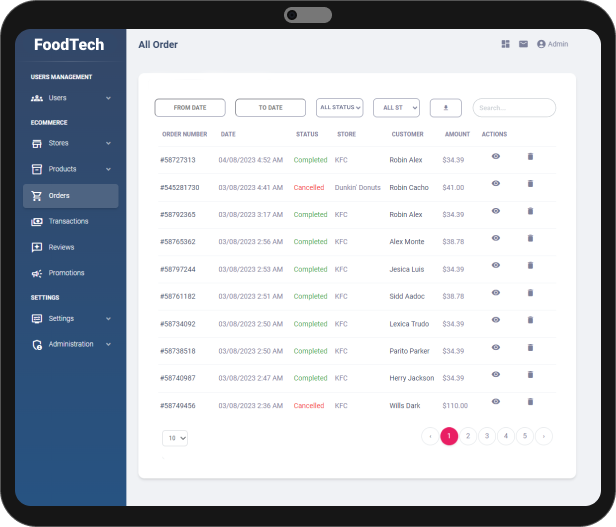 FoodTech
All Order
Admin
USERS MANAGEMENT
Users
ECOMMERCE
Stores
Products
Orders
Transactions
Reviews
Promotions
SETTINGS
Settings
Administration
FROM DATE TO DATE ALL STATUS ALL ST Search...
ORDER NUMBER DATE STATUS STORE CUSTOMER AMOUNT ACTIONS
#58727313 04/08/2023 4:52 AM Completed KFC Robin Alex $34.39
#545281730 03/08/2023 4:41 AM Cancelled Dunkin' Donuts Robin Cacho $41.00
#58792365 03/08/2023 3:17 AM Completed KFC Robin Alex $34.39
#58765362 03/08/2023 2:56 AM Completed KFC Alex Monte $38.78
#58797244 03/08/2023 2:53 AM Completed KFC Jesica Luis $34.39
#58761182 03/08/2023 2:51 AM Completed KFC Sidd Aadoc $38.78
#58734092 03/08/2023 2:50 AM Completed KFC Lexica Trudo $34.39
#58738518 03/08/2023 2:50 AM Completed KFC Parito Parker $34.39
#58740987 03/08/2023 2:47 AM Completed KFC Herry Jackson $34.39
#58749456 03/08/2023 2:36 AM Cancelled KFC Wills Dark $110.00
10 ‹ 1 2 3 4 5 ›